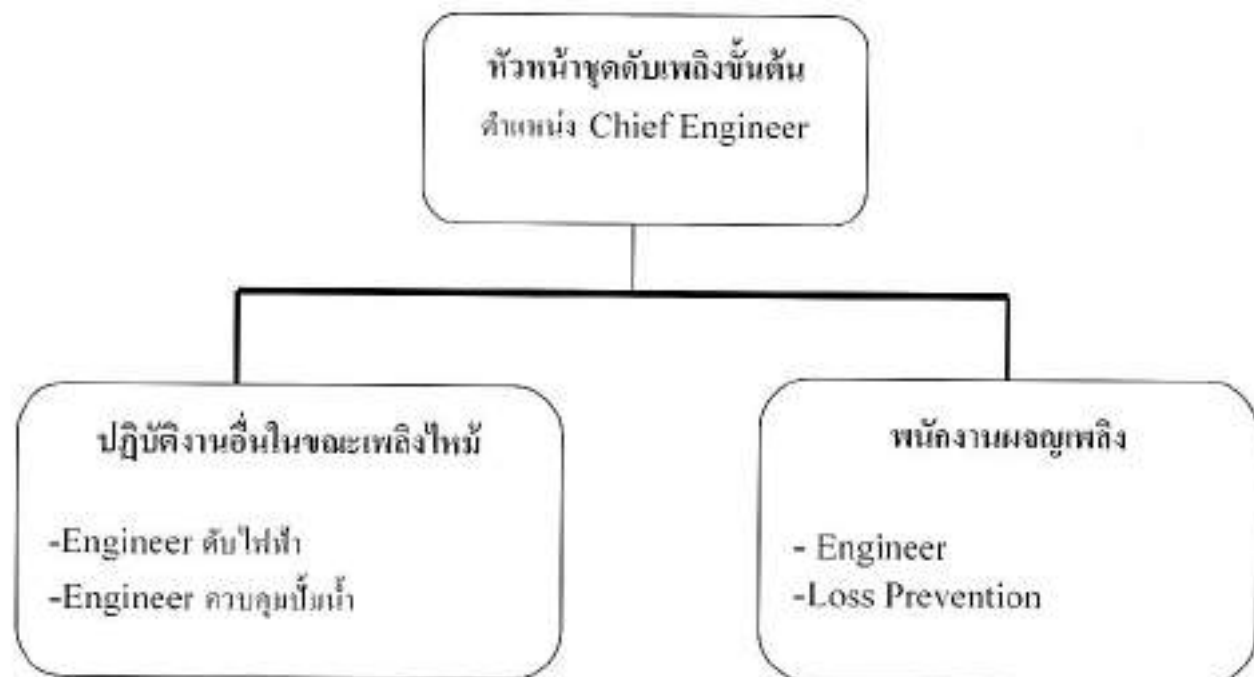 หัวหน้าชุดดับเพลิงขั้นต้น
ตำแหน่ง Chief Engineer
ปฏิบัติงานอื่นในขณะเพลิงไหม้
-Engineer ดับไฟฟ้า
-Engineer ควบคุมปั้มน้ำ
พนักงานผจญเพลิง
- Engineer
-Loss Prevention